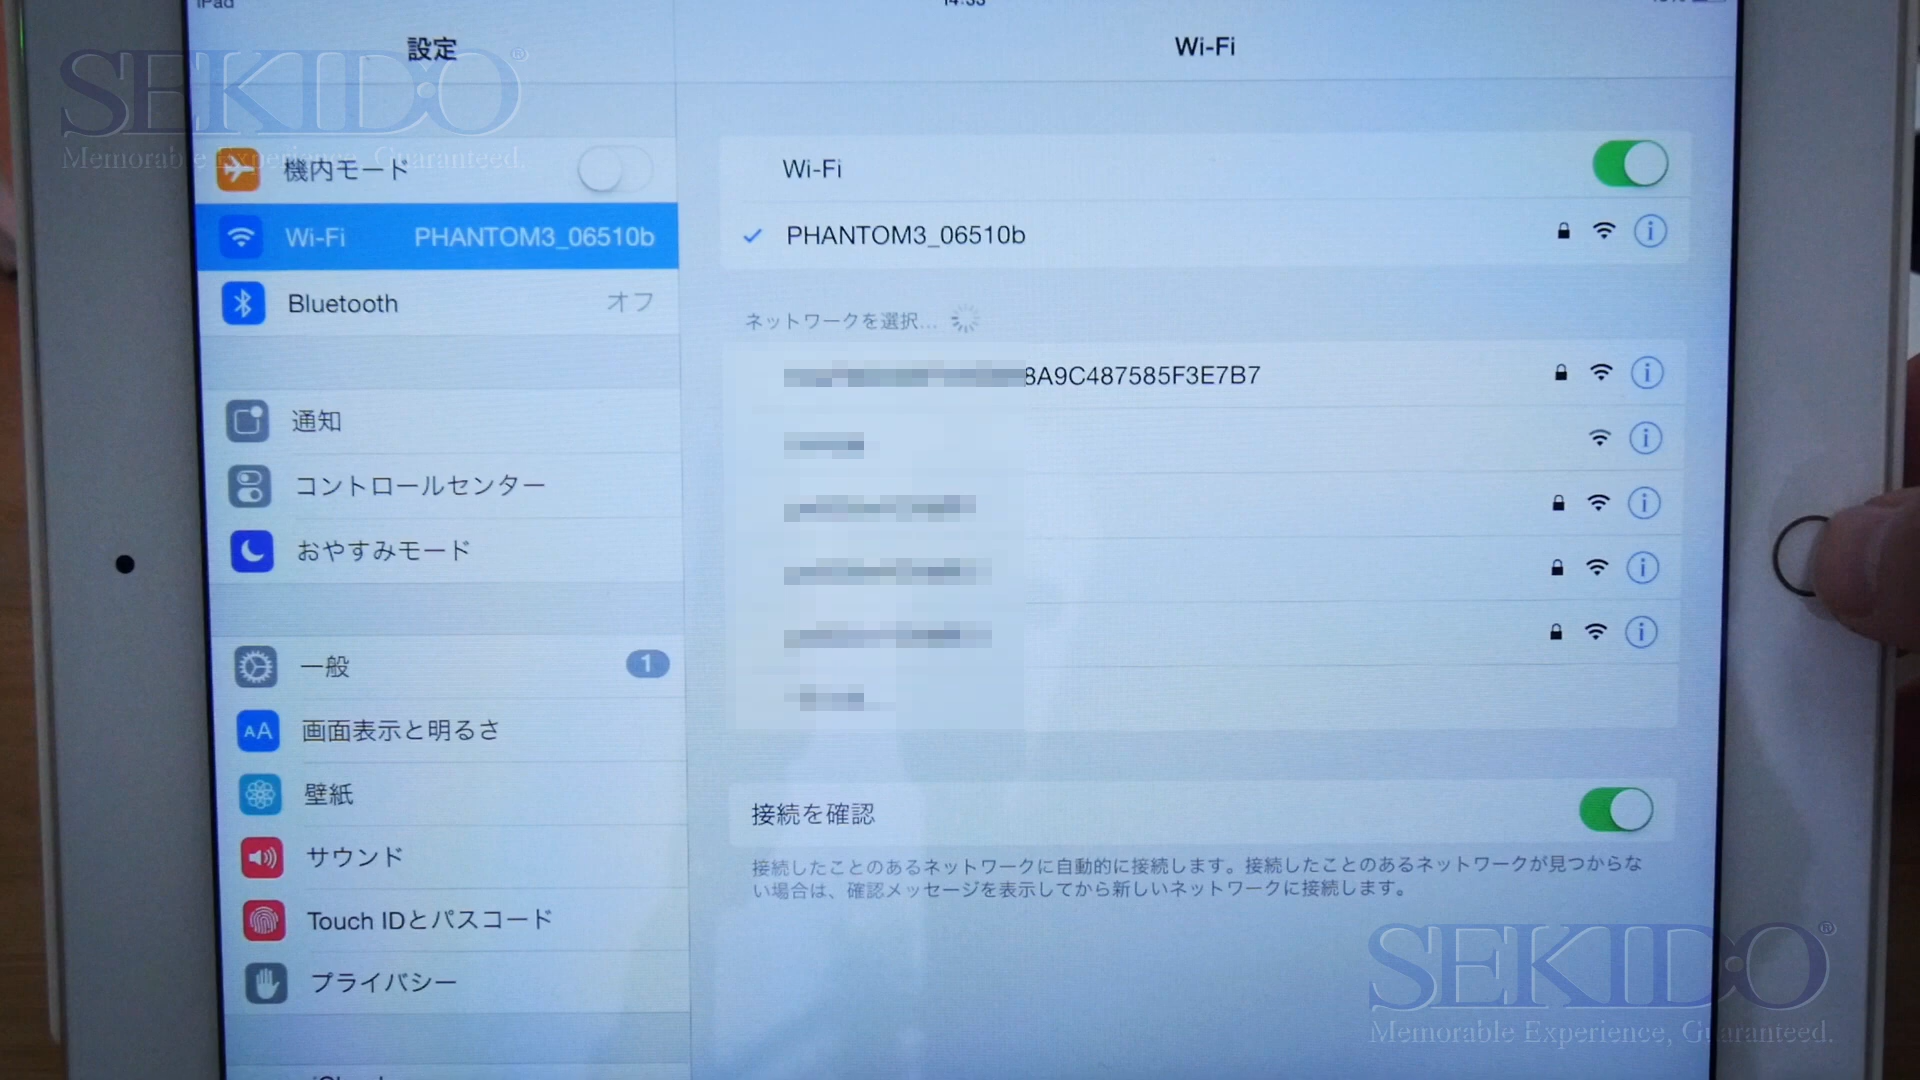 iPad
14:33
設定
Wi-Fi
SEKIDO®
Memorable Experience, Guaranteed.
機内モード
Wi-Fi PHANTOM3_06510b
Bluetooth オフ
通知
コントロールセンター
おやすみモード
一般 1
AA 画面表示と明るさ
壁紙
サウンド
Touch IDとパスコード
プライバシー
Wi-Fi
PHANTOM3_06510b
ネットワークを選択...
8A9C487585F3E7B7
接続を確認
接続したことのあるネットワークに自動的に接続します。接続したことのあるネットワークが見つからな
い場合は、確認メッセージを表示してから新しいネットワークに接続します。
SEKIDO®
Memorable Experience, Guaranteed.